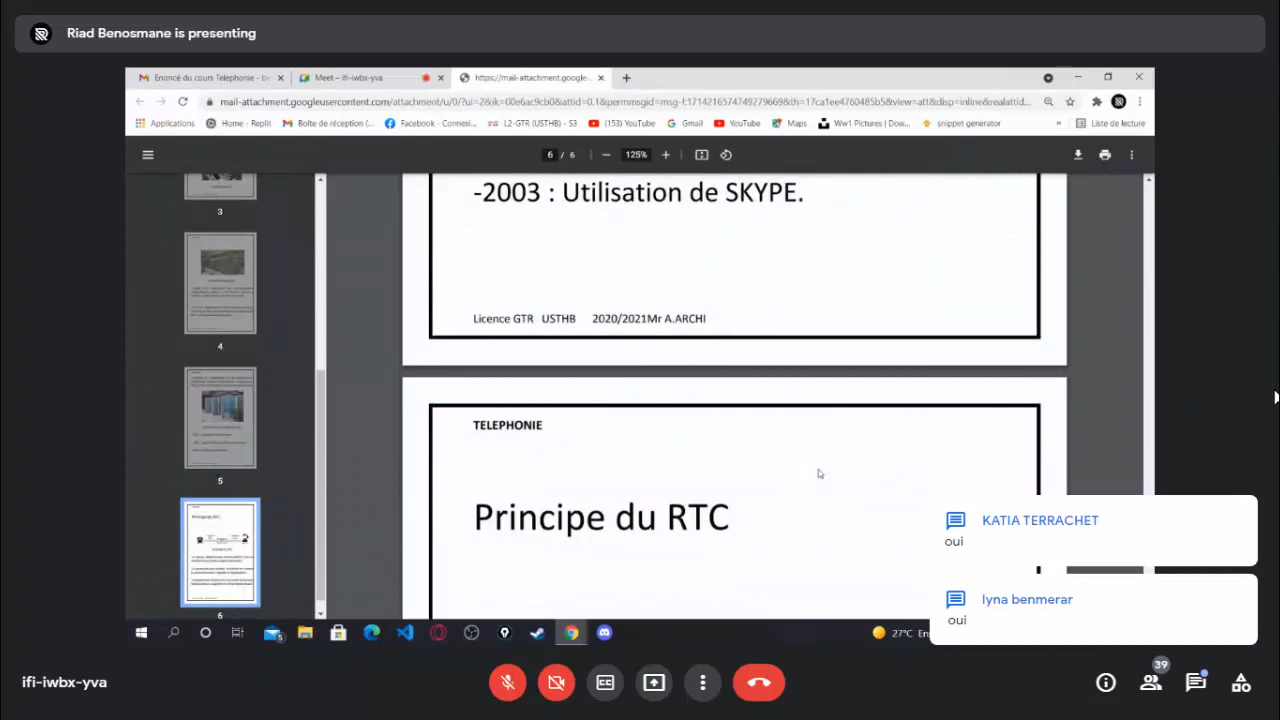 Riad Benosmane is presenting
Enoncé du cours Telephonie - be
Meet – ifi-iwbx-yva
https://mail-attachment.google
mail-attachment.googleusercontent.com/attachment/u/0/?ui=2&ik=00e6ac9cb0&attid=0.1&permmsgid=msg-f:1714216574749279669&th=17ca1ee4760485b5&view=att&disp=inline&realattid...
Applications
Home - Replit
Boîte de réception (...
Facebook - Connexi...
L2-GTR (USTHB) - S3
(153) YouTube
Gmail
YouTube
Maps
Ww1 Pictures | Dow...
snippet generator
»
Liste de lecture
6 / 6
125%
3
4
5
6
-2003 : Utilisation de SKYPE.
Licence GTR USTHB 2020/2021Mr A.ARCHI
TELEPHONIE
Principe du RTC
KATIA TERRACHET
oui
lyna benmerar
oui
5
27°C
ifi-iwbx-yva
CC
39